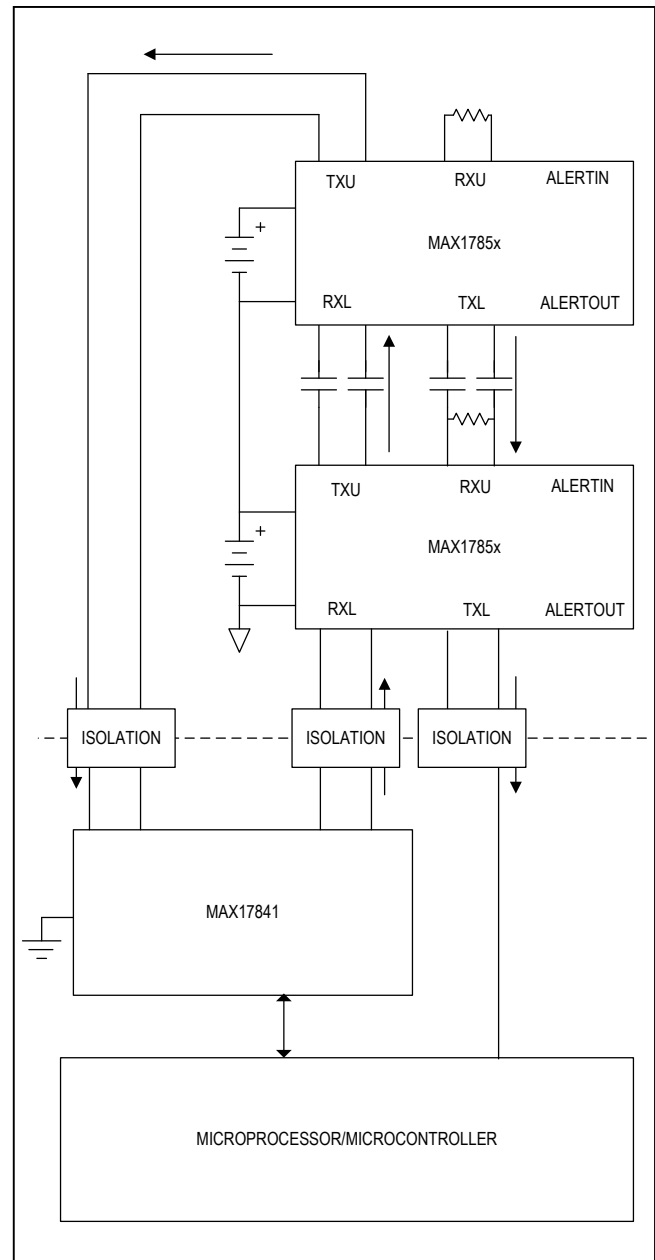 TXU RXU ALERTIN
+
MAX1785x
RXL TXL ALERTOUT
TXU RXU ALERTIN
+
MAX1785x
RXL TXL ALERTOUT
ISOLATION ISOLATION ISOLATION
MAX17841
MICROPROCESSOR/MICROCONTROLLER